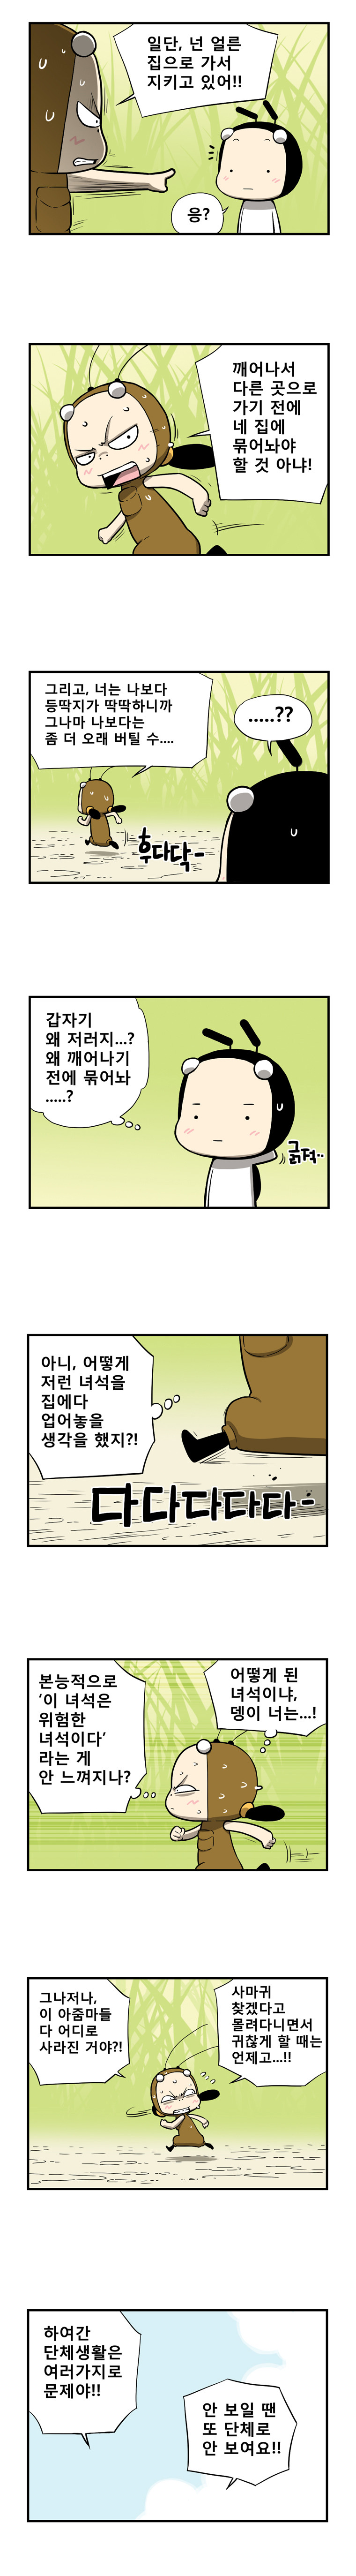 일단, 넌 얼른
집으로 가서
지키고 있어!!
응?
깨어나서
다른 곳으로
가기 전에
네 집에
묶어놔야
할 것 아냐!
그리고, 너는 나보다
등딱지가 딱딱하니까
그나마 나보다는
좀 더 오래 버틸 수....
.....??
후다닥-
갑자기
왜 저러지...?
왜 깨어나기
전에 묶어놔
.....?
긁적..
아니, 어떻게
저런 녀석을
집에다
업어놓을
생각을 했지?!
다다다다다-
본능적으로
'이 녀석은
위험한
녀석이다'
라는 게
안 느껴지나?
어떻게 된
녀석이냐,
뎅이 너는...!
그나저나,
이 아줌마들
다 어디로
사라진 거야?!
사마귀
찾겠다고
몰려다니면서
귀찮게 할 때는
언제고...!!
하여간
단체생활은
여러가지로
문제야!!
안 보일 땐
또 단체로
안 보여요!!